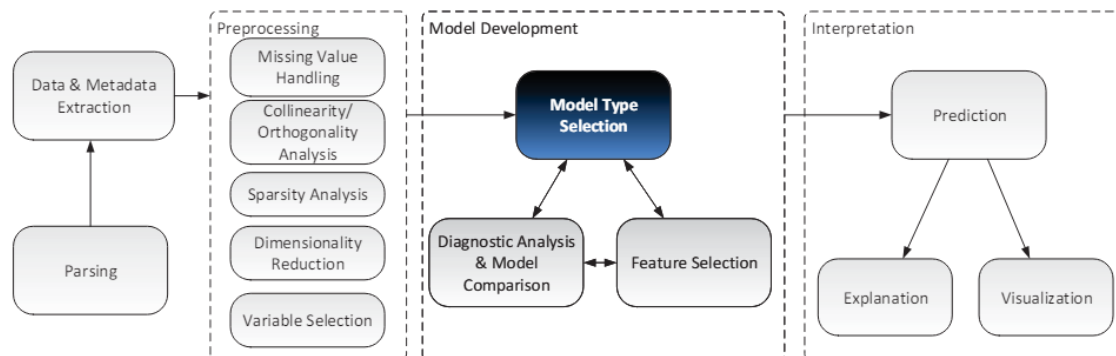 Preprocessing
Model Development
Interpretation
Data & Metadata
Extraction
Parsing
Missing Value
Handling
Collinearity/
Orthogonality
Analysis
Sparsity Analysis
Dimensionality
Reduction
Variable Selection
Model Type
Selection
Diagnostic Analysis
& Model
Comparison
Feature Selection
Prediction
Explanation
Visualization